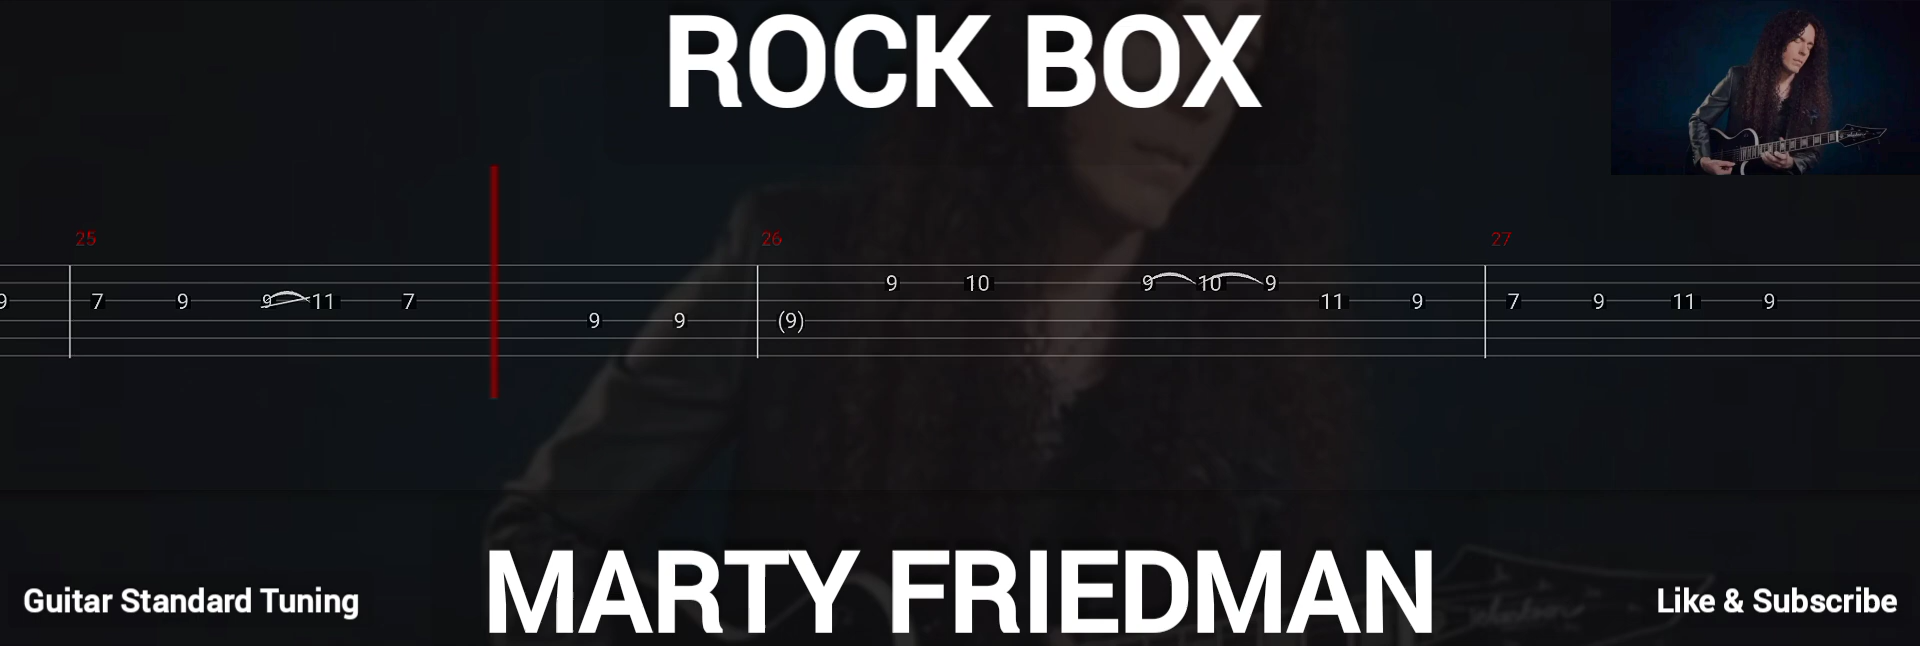 ROCK BOX
25 26 27
9 10 9 10 9
9 7 9 9 11 7 11 9 7 9 11 9
9 9 (9)
MARTY FRIEDMAN
Guitar Standard Tuning
Like & Subscribe